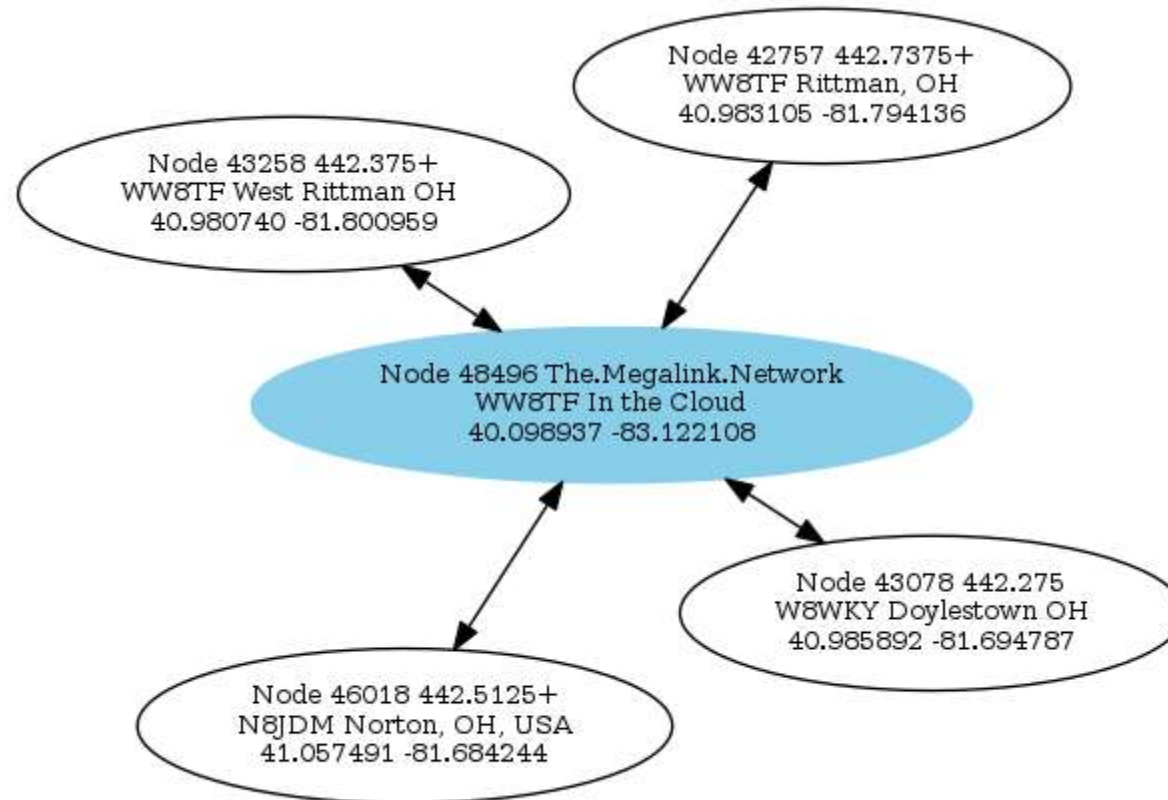 Node 42757 442.7375+
WW8TF Rittman, OH
40.983105 -81.794136
Node 43258 442.375+
WW8TF West Rittman OH
40.980740 -81.800959
Node 48496 The.Megalink.Network
WW8TF In the Cloud
40.098937 -83.122108
Node 43078 442.275
W8WKY Doylestown OH
40.985892 -81.694787
Node 46018 442.5125+
N8JDM Norton, OH, USA
41.057491 -81.684244